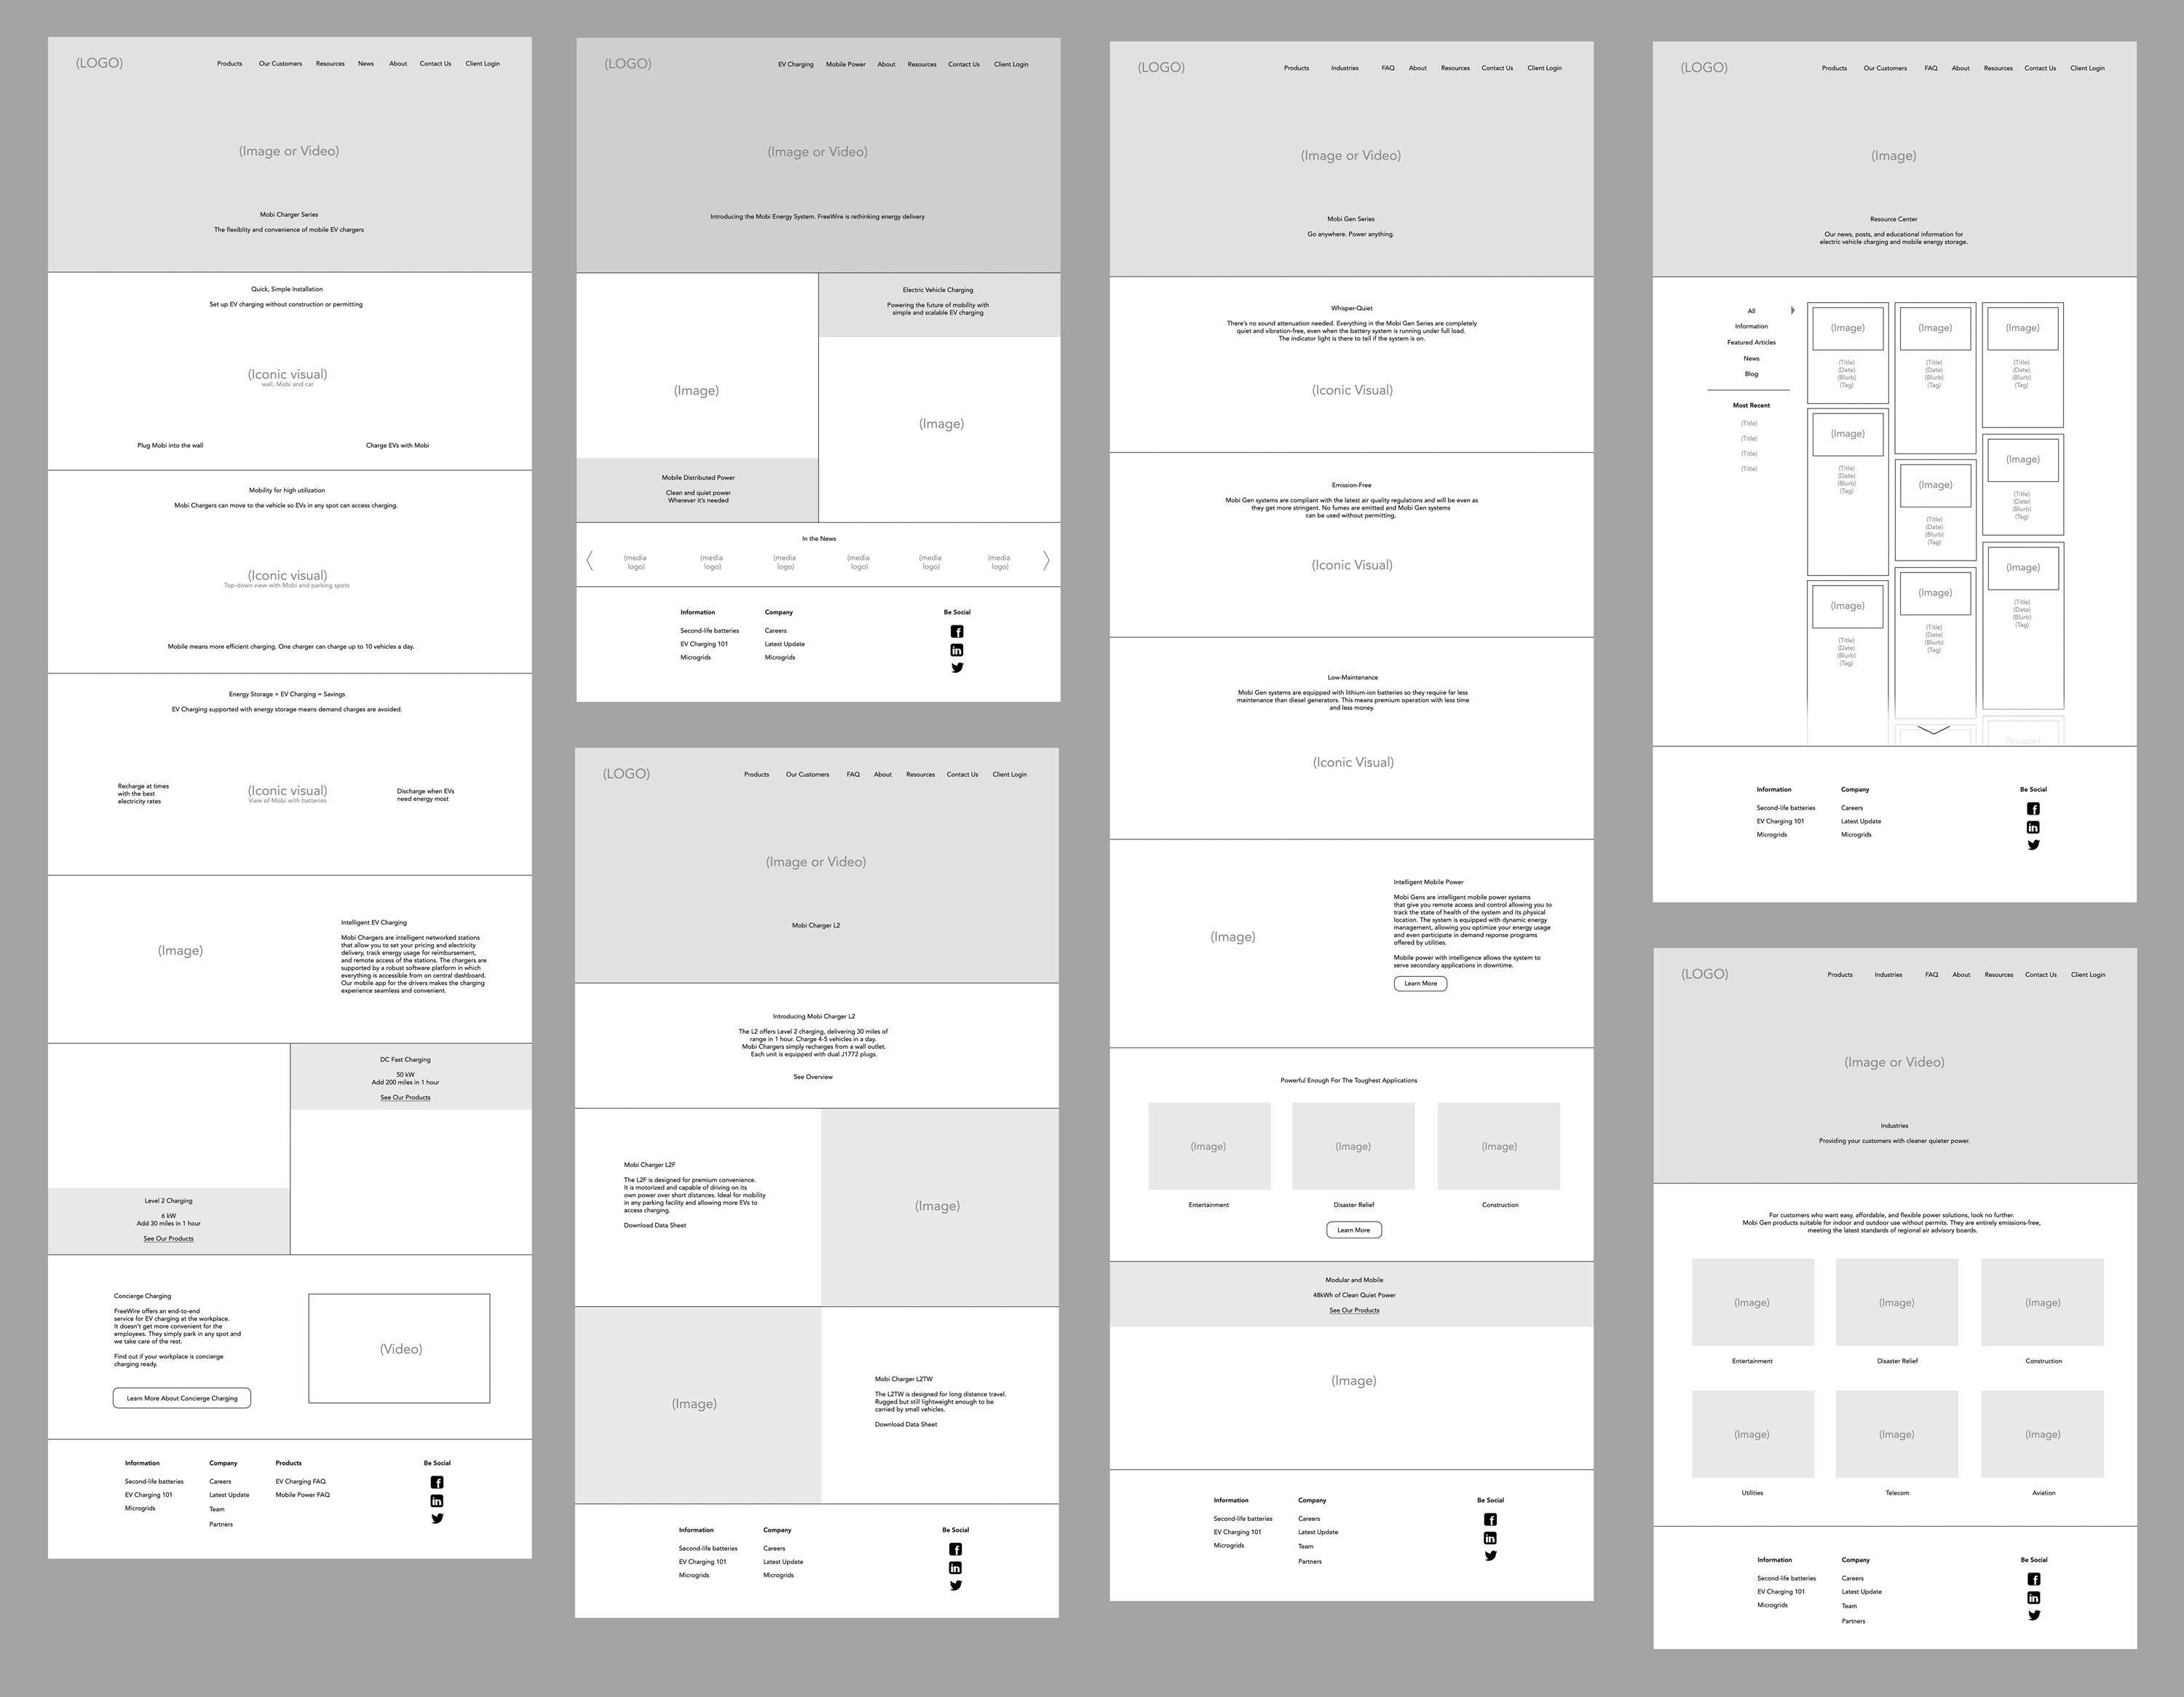 (LOGO)
Products Our Customers Resources News About Contact Us Client Login
(Image or Video)
Mobi Charger Series
The flexiblity and convenience of mobile EV chargers
Quick, Simple Installation
Set up EV charging without construction or permitting
(Iconic visual)
wall, Mobi and car
Plug Mobi into the wall
Charge EVs with Mobi
Mobility for high utilization
Mobi Chargers can move to the vehicle so EVs in any spot can access charging.
(Iconic visual)
Top-down view with Mobi and parking spots
Mobile means more efficient charging. One charger can charge up to 10 vehicles a day.
Energy Storage + EV Charging = Savings
EV Charging supported with energy storage means demand charges are avoided.
Recharge at times
with the best
electricity rates
(Iconic visual)
View of Mobi with batteries
Discharge when EVs
need energy most
(Image)
Intelligent EV Charging
Mobi Chargers are intelligent networked stations
that allow you to set your pricing and electricity
delivery, track energy usage for reimbursement,
and remote access of the stations. The chargers are
supported by a robust software platform in which
everything is accessible from on central dashboard.
Our mobile app for the drivers makes the charging
experience seamless and convenient.
DC Fast Charging
50 kW
Add 200 miles in 1 hour
See Our Products
Level 2 Charging
6 kW
Add 30 miles in 1 hour
See Our Products
Concierge Charging
FreeWire offers an end-to-end
service for EV charging at the workplace.
It doesn't get more convenient for the
employees. They simply park in any spot and
we take care of the rest.
Find out if your workplace is concierge
charging ready.
Learn More About Concierge Charging
(Video)
Information
Second-life batteries
EV Charging 101
Microgrids
Company
Careers
Latest Update
Team
Partners
Products
EV Charging FAQ
Mobile Power FAQ
Be Social
(LOGO)
EV Charging Mobile Power About Resources Contact Us Client Login
(Image or Video)
Introducing the Mobi Energy System. FreeWire is rethinking energy delivery
(Image)
Mobile Distributed Power
Clean and quiet power
Wherever it's needed
Electric Vehicle Charging
Powering the future of mobility with
simple and scalable EV charging
(Image)
In the News
(media
logo)
(media
logo)
(media
logo)
(media
logo)
(media
logo)
(media
logo)
Information
Second-life batteries
EV Charging 101
Microgrids
Company
Careers
Latest Update
Microgrids
Be Social
(LOGO)
Products Our Customers FAQ About Resources Contact Us Client Login
(Image or Video)
Mobi Charger L2
Introducing Mobi Charger L2
The L2 offers Level 2 charging, delivering 30 miles of
range in 1 hour. Charge 4-5 vehicles in a day.
Mobi Chargers simply recharges from a wall outlet.
Each unit is equipped with dual J1772 plugs.
See Overview
Mobi Charger L2F
The L2F is designed for premium convenience.
It is motorized and capable of driving on its
own power over short distances. Ideal for mobility
in any parking facility and allowing more EVs to
access charging.
Download Data Sheet
(Image)
(Image)
Mobi Charger L2TW
The L2TW is designed for long distance travel.
Rugged but still lightweight enough to be
carried by small vehicles.
Download Data Sheet
Information
Second-life batteries
EV Charging 101
Microgrids
Company
Careers
Latest Update
Microgrids
Be Social
(LOGO)
Products Industries FAQ About Resources Contact Us Client Login
(Image or Video)
Mobi Gen Series
Go anywhere. Power anything.
Whisper-Quiet
There's no sound attenuation needed. Everything in the Mobi Gen Series are completely
quiet and vibration-free, even when the battery system is running under full load.
The indicator light is there to tell if the system is on.
(Iconic Visual)
Emission-Free
Mobi Gen systems are compliant with the latest air quality regulations and will be even as
they get more stringent. No fumes are emitted and Mobi Gen systems
can be used without permitting.
(Iconic Visual)
Low-Maintenance
Mobi Gen systems are equipped with lithium-ion batteries so they require far less
maintenance than diesel generators. This means premium operation with less time
and less money.
(Iconic Visual)
(Image)
Intelligent Mobile Power
Mobi Gens are intelligent mobile power systems
that give you remote access and control allowing you to
track the state of health of the system and its physical
location. The system is equipped with dynamic energy
management, allowing you optimize your energy usage
and even participate in demand reponse programs
offered by utilities.
Mobile power with intelligence allows the system to
serve secondary applications in downtime.
Learn More
Powerful Enough For The Toughest Applications
(Image)
(Image)
(Image)
Entertainment
Disaster Relief
Construction
Learn More
Modular and Mobile
48kWh of Clean Quiet Power
See Our Products
(Image)
Information
Second-life batteries
EV Charging 101
Microgrids
Company
Careers
Latest Update
Team
Partners
Be Social
(LOGO)
Products Our Customers FAQ About Resources Contact Us Client Login
(Image)
Resource Center
Our news, posts, and educational information for
electric vehicle charging and mobile energy storage.
All
Information
Featured Articles
News
Blog
Most Recent
(Title)
(Title)
(Title)
(Title)
(Image)
(Title)
(Date)
(Blurb)
(Tag)
(Image)
(Title)
(Date)
(Blurb)
(Tag)
(Image)
(Title)
(Date)
(Blurb)
(Tag)
(Image)
(Title)
(Date)
(Blurb)
(Tag)
(Image)
(Title)
(Date)
(Blurb)
(Tag)
(Image)
(Title)
(Date)
(Blurb)
(Tag)
(Image)
(Title)
(Date)
(Blurb)
(Tag)
(Image)
(Title)
(Date)
(Blurb)
(Tag)
(Image)
(Title)
(Date)
(Blurb)
(Tag)
(Image)
Information
Second-life batteries
EV Charging 101
Microgrids
Company
Careers
Latest Update
Microgrids
Be Social
(LOGO)
Products Industries FAQ About Resources Contact Us Client Login
(Image or Video)
Industries
Providing your customers with cleaner quieter power.
For customers who want easy, affordable, and flexible power solutions, look no further.
Mobi Gen products suitable for indoor and outdoor use without permits. They are entirely emissions-free,
meeting the latest standards of regional air advisory boards.
(Image)
(Image)
(Image)
Entertainment
Disaster Relief
Construction
(Image)
(Image)
(Image)
Utilities
Telecom
Aviation
Information
Second-life batteries
EV Charging 101
Microgrids
Company
Careers
Latest Update
Team
Partners
Be Social